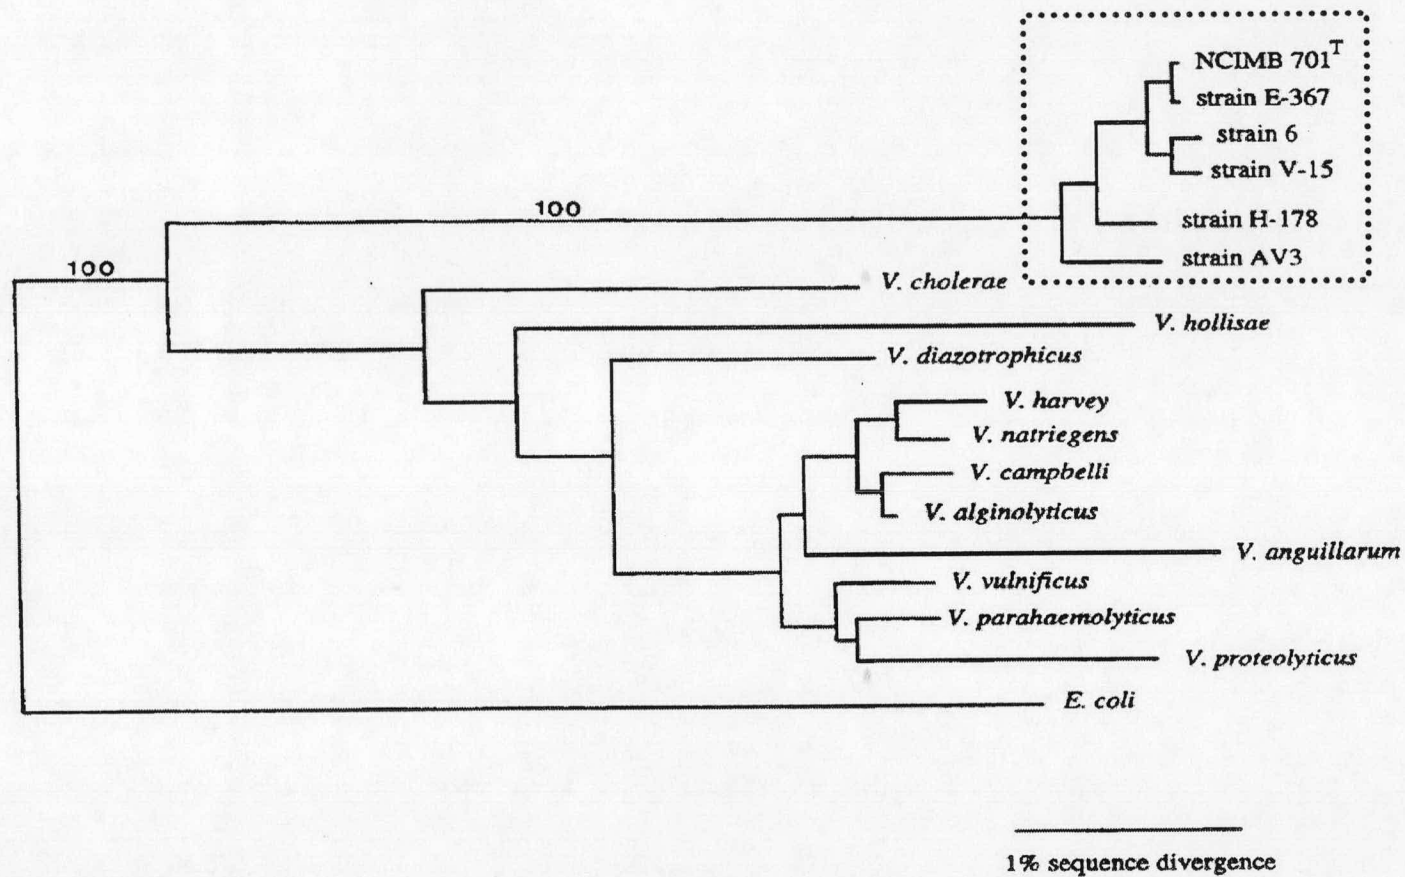 NCIMB 701T
strain E-367
strain 6
strain V-15
100
strain H-178
strain AV3
100
V. cholerae
V. hollisae
V. diazotrophicus
V. harvey
V. natriegens
V. campbelli
V. alginolyticus
V. anguillarum
V. vulnificus
V. parahaemolyticus
V. proteolyticus
E. coli
1% sequence divergence